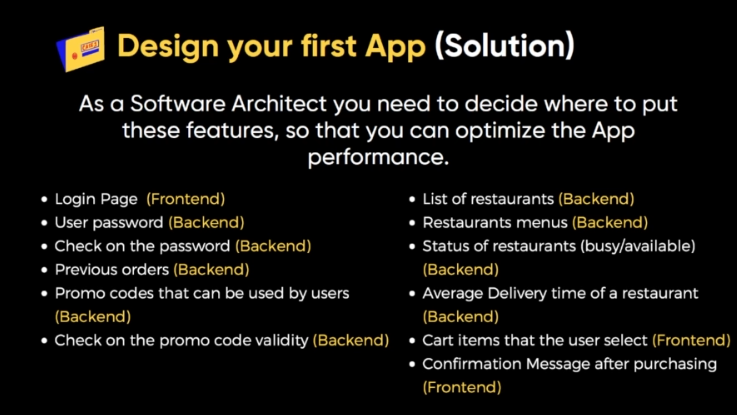 Design your first App (Solution)
As a Software Architect you need to decide where to put
these features, so that you can optimize the App
performance.
• Login Page (Frontend)
• User password (Backend)
• Check on the password (Backend)
• Previous orders (Backend)
• Promo codes that can be used by users
(Backend)
• Check on the promo code validity (Backend)
• List of restaurants (Backend)
• Restaurants menus (Backend)
• Status of restaurants (busy/available)
(Backend)
• Average Delivery time of a restaurant
(Backend)
• Cart items that the user select (Frontend)
• Confirmation Message after purchasing
(Frontend)